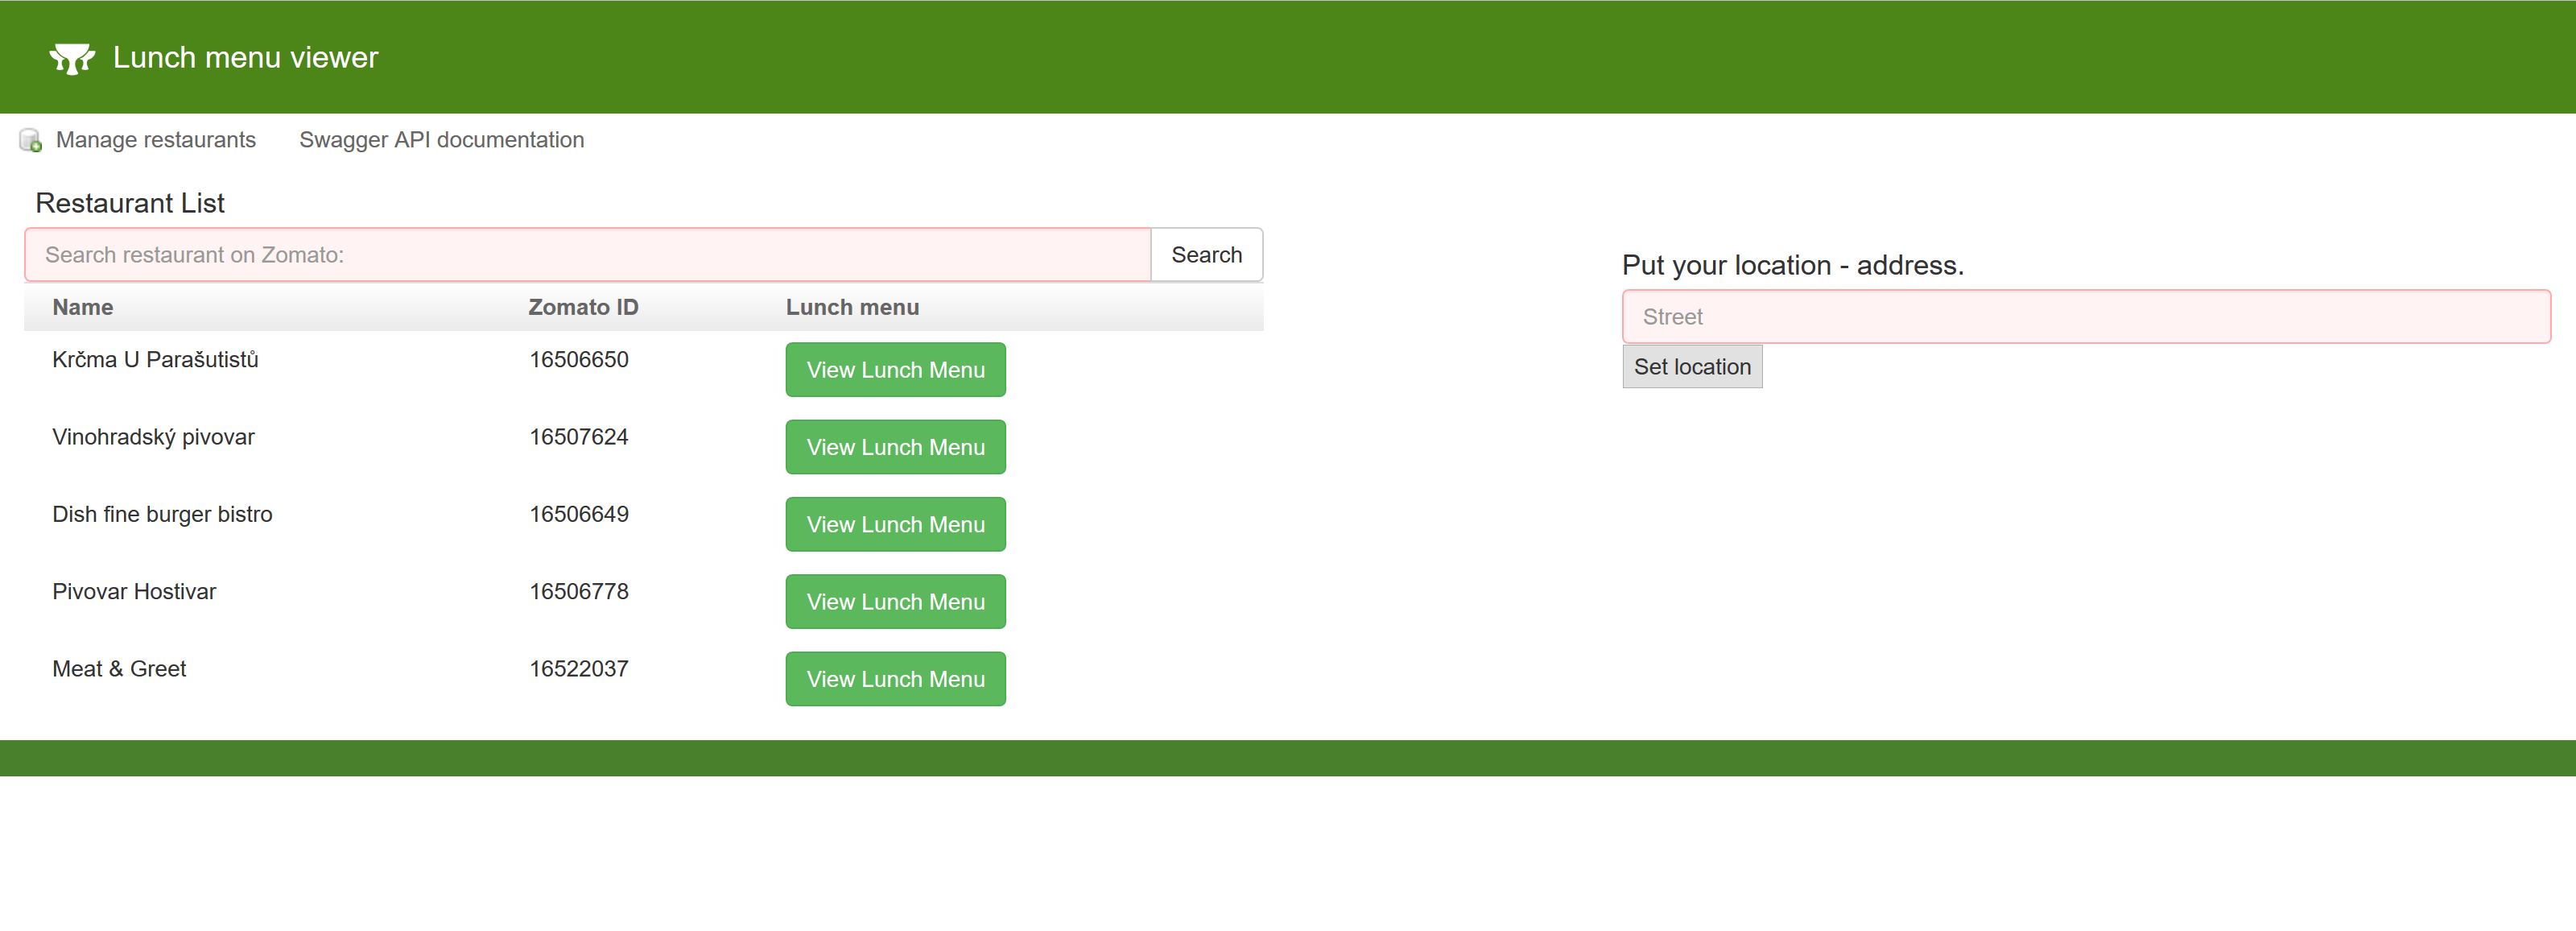 Lunch menu viewer
Manage restaurants Swagger API documentation
Restaurant List
Search restaurant on Zomato: Search
Name Zomato ID Lunch menu
Krčma U Parašutistů 16506650 View Lunch Menu
Vinohradský pivovar 16507624 View Lunch Menu
Dish fine burger bistro 16506649 View Lunch Menu
Pivovar Hostivar 16506778 View Lunch Menu
Meat & Greet 16522037 View Lunch Menu
Put your location - address.
Street
Set location